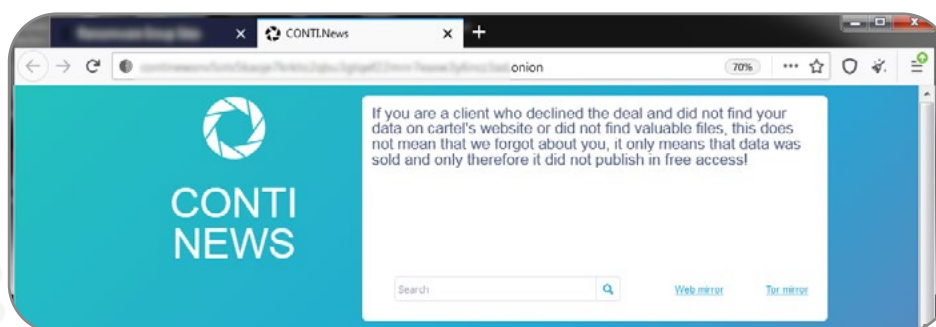 CONTI.News
onion
70%
If you are a client who declined the deal and did not find your
data on cartel's website or did not find valuable files, this does
not mean that we forgot about you, it only means that data was
sold and only therefore it did not publish in free access!
CONTI
NEWS
Search
Web mirror
Tor mirror